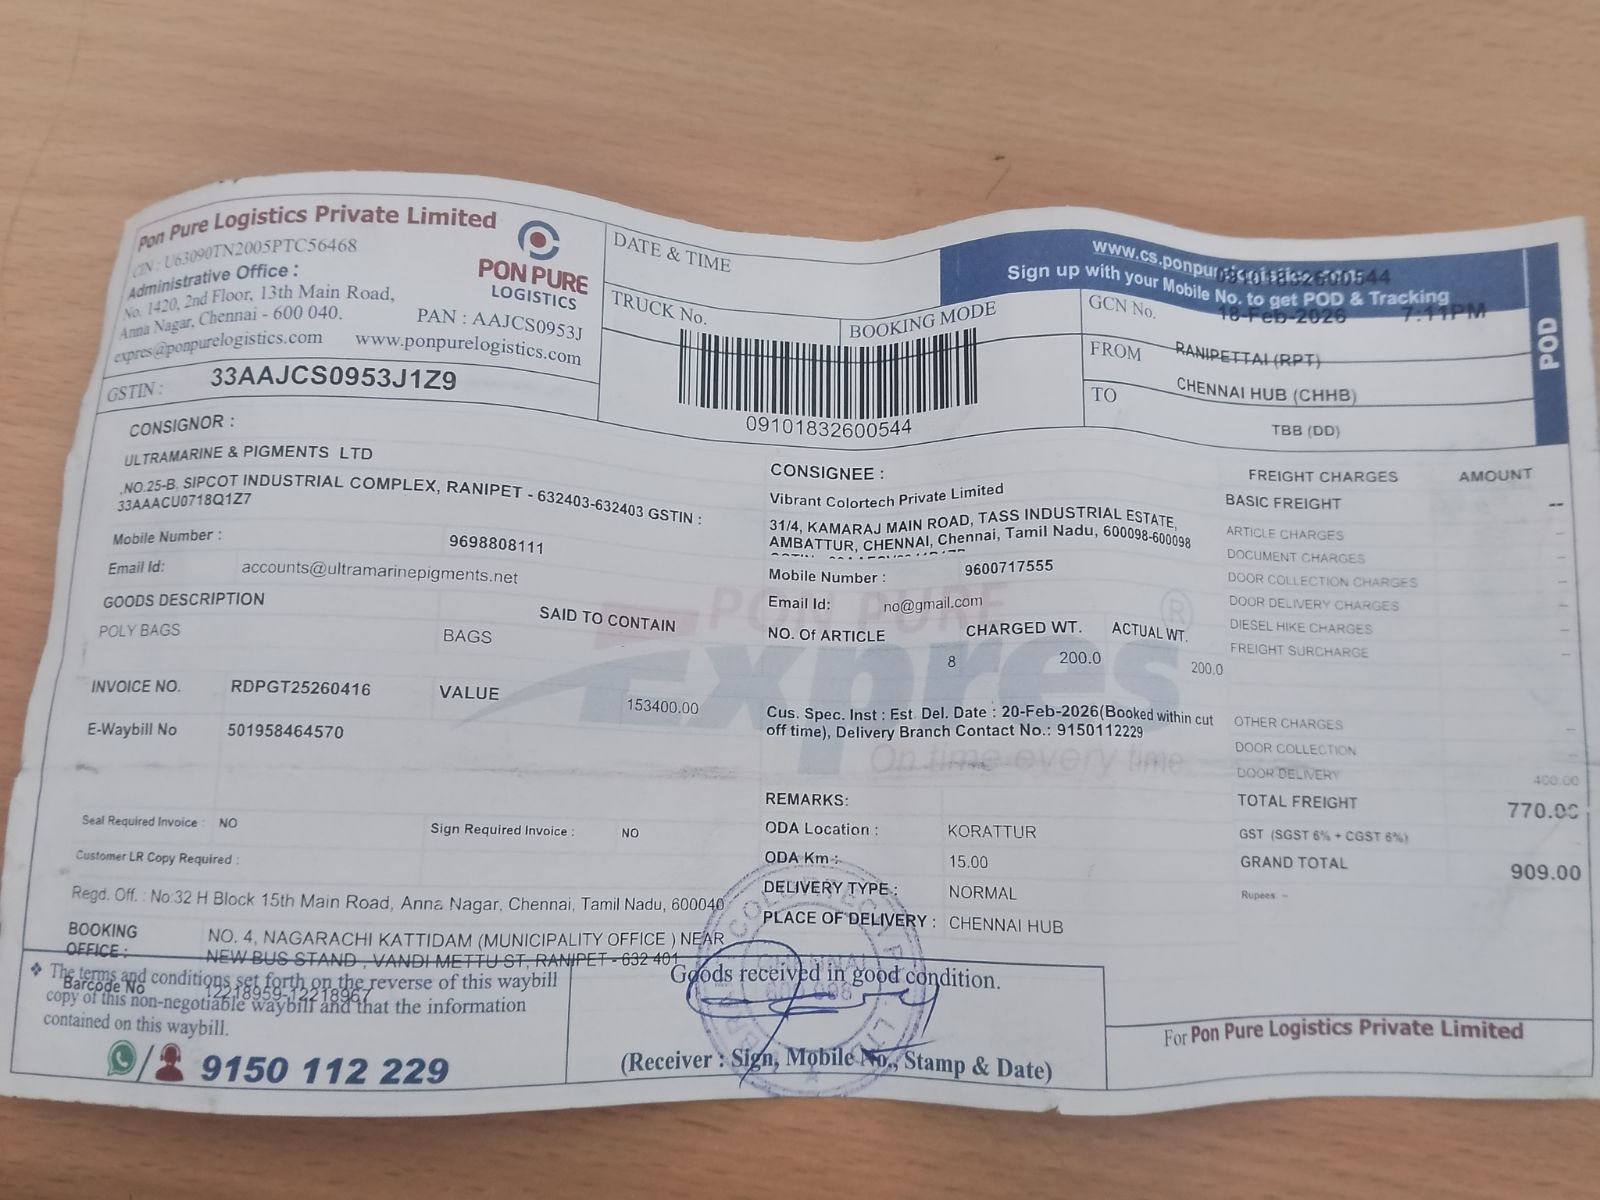 Pon Pure Logistics Private Limited
CIN : U63090TN2005PTC56468
Administrative Office :
No. 1420, 2nd Floor, 13th Main Road,
Anna Nagar, Chennai - 600 040.
PAN : AAJCS0953J
expres@ponpurelogistics.com www.ponpurelogistics.com
PON PURE
LOGISTICS
GSTIN : 33AAJCS0953J1Z9
DATE & TIME
TRUCK No.
BOOKING MODE
09101832600544
Sign up with your Mobile No. to get POD & Tracking
09101832600544
GCN No. 18-Feb-2026 7:11PM
FROM RANIPETTAI (RPT)
TO CHENNAI HUB (CHHB)
TBB (DD)
POD
CONSIGNOR :
ULTRAMARINE & PIGMENTS LTD
,NO.25-B, SIPCOT INDUSTRIAL COMPLEX, RANIPET - 632403-632403 GSTIN :
33AAACU0718Q1Z7
Mobile Number : 9698808111
Email Id: accounts@ultramarinepigments.net
CONSIGNEE :
Vibrant Colortech Private Limited
31/4, KAMARAJ MAIN ROAD, TASS INDUSTRIAL ESTATE,
AMBATTUR, CHENNAI, Chennai, Tamil Nadu, 600098-600098
Mobile Number : 9600717555
Email Id: no@gmail.com
GOODS DESCRIPTION SAID TO CONTAIN
POLY BAGS BAGS
NO. Of ARTICLE CHARGED WT. ACTUAL WT.
8 200.0 200.0
INVOICE NO. RDPGT25260416 VALUE 153400.00
E-Waybill No 501958464570
Cus. Spec. Inst : Est. Del. Date : 20-Feb-2026(Booked within cut
off time), Delivery Branch Contact No.: 9150112229
PON PURE
Expres ®
On time every time.
FREIGHT CHARGES AMOUNT
BASIC FREIGHT --
ARTICLE CHARGES –
DOCUMENT CHARGES –
DOOR COLLECTION CHARGES –
DOOR DELIVERY CHARGES –
DIESEL HIKE CHARGES –
FREIGHT SURCHARGE –
OTHER CHARGES –
DOOR COLLECTION –
DOOR DELIVERY 400.00
TOTAL FREIGHT 770.00
GST (SGST 6% + CGST 6%)
GRAND TOTAL 909.00
Rupees –
Seal Required Invoice : NO Sign Required Invoice : NO
Customer LR Copy Required :
REMARKS:
ODA Location : KORATTUR
ODA Km : 15.00
DELIVERY TYPE : NORMAL
PLACE OF DELIVERY : CHENNAI HUB
Regd. Off. : No:32 H Block 15th Main Road, Anna Nagar, Chennai, Tamil Nadu, 600040
BOOKING OFFICE : NO. 4, NAGARACHI KATTIDAM (MUNICIPALITY OFFICE ) NEAR
NEW BUS STAND , VANDI METTU ST, RANIPET - 632 401
Barcode No 12218959-12218967
❖ The terms and conditions set forth on the reverse of this waybill
copy of this non-negotiable waybill and that the information
contained on this waybill.
9150 112 229
Goods received in good condition.
CHENNAI
600 098
(Receiver : Sign, Mobile No., Stamp & Date)
For Pon Pure Logistics Private Limited